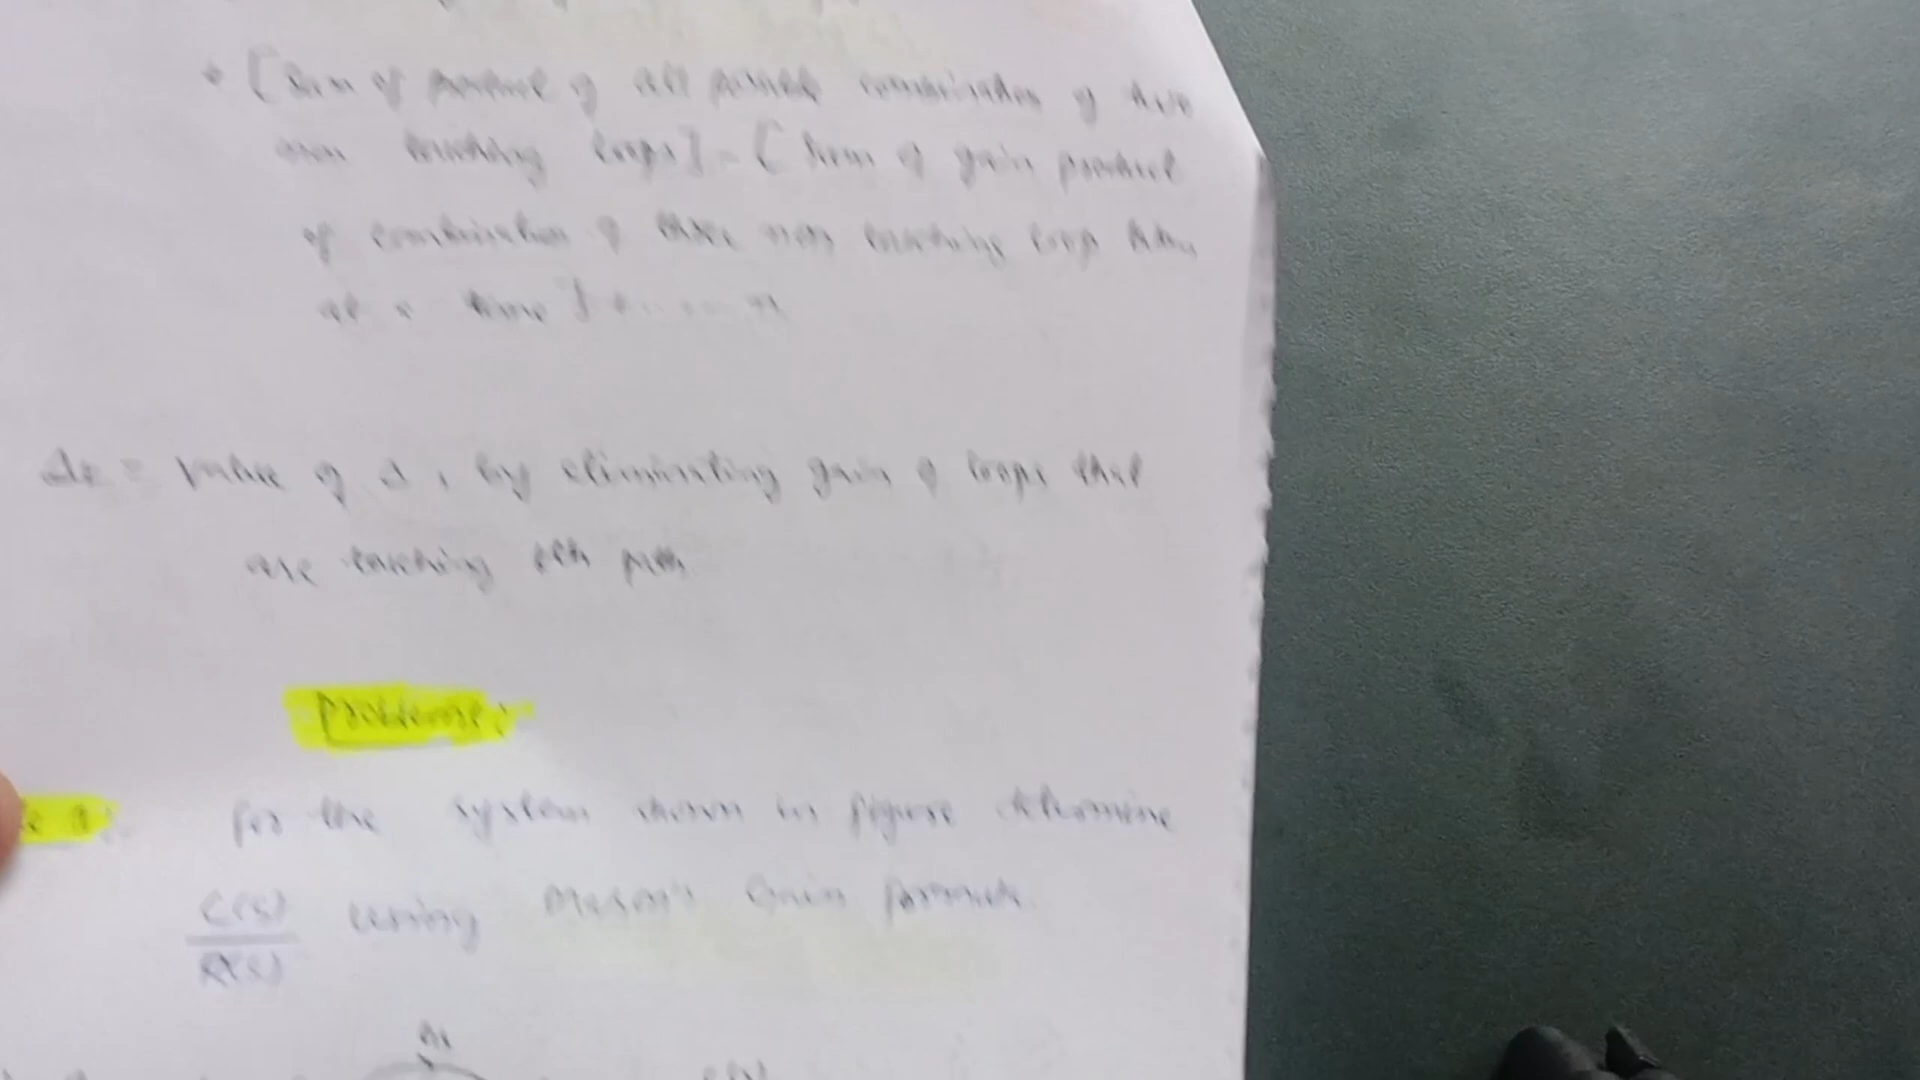 + [Sum of product of all possible combination of two
non touching loops] - [Sum of gain product
of combination of three non touching loop
at a time] + ..... 
Δk = value of Δ, by eliminating gain of loops that
are touching kth path
Problems:-
for the system shown in figure determine
C(s)
using Mason's Gain formula.
R(s)
C(s)